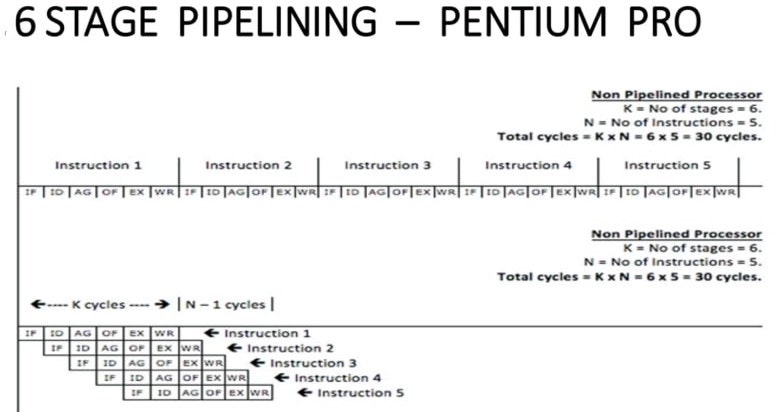 6 STAGE PIPELINING – PENTIUM PRO
Non Pipelined Processor
K = No of stages = 6.
N = No of Instructions = 5.
Total cycles = K x N = 6 x 5 = 30 cycles.
Instruction 1 Instruction 2 Instruction 3 Instruction 4 Instruction 5
IF ID AG OF EX WR IF ID AG OF EX WR IF ID AG OF EX WR IF ID AG OF EX WR IF ID AG OF EX WR
Non Pipelined Processor
K = No of stages = 6.
N = No of Instructions = 5.
Total cycles = K x N = 6 x 5 = 30 cycles.
←---- K cycles ---- → | N – 1 cycles |
IF ID AG OF EX WR ← Instruction 1
IF ID AG OF EX WR ← Instruction 2
IF ID AG OF EX WR ← Instruction 3
IF ID AG OF EX WR ← Instruction 4
IF ID AG OF EX WR ← Instruction 5